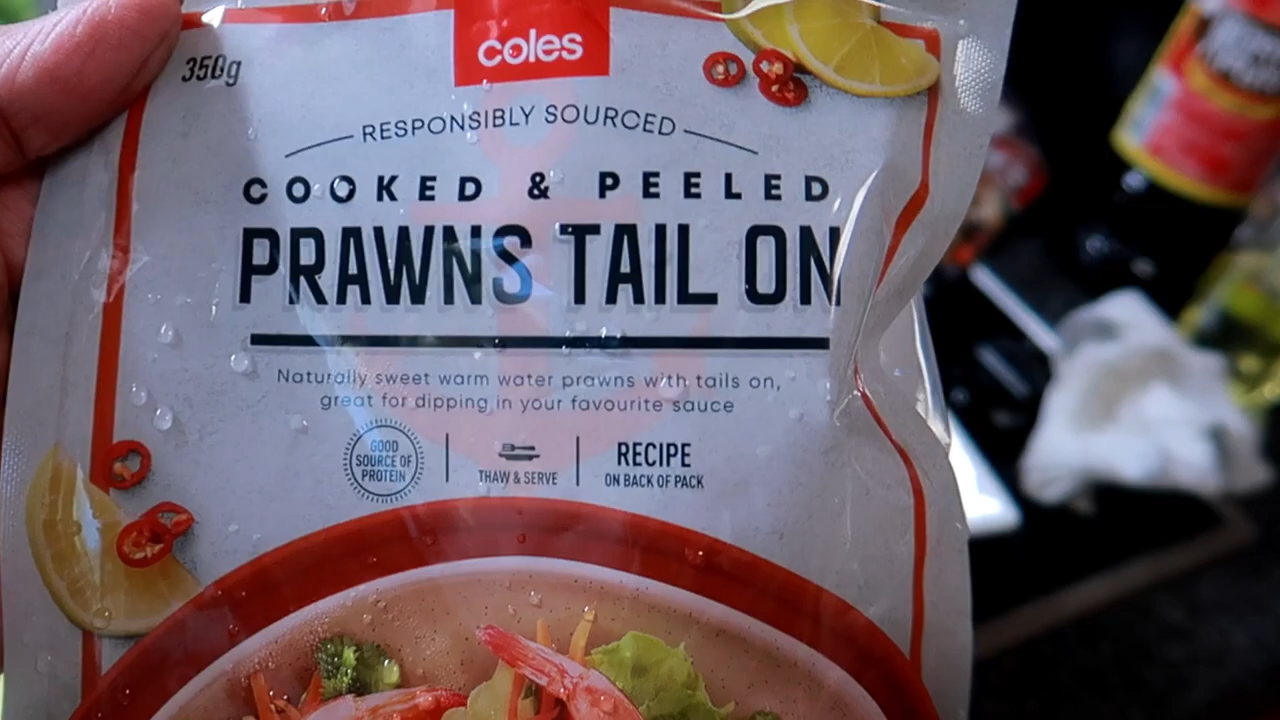 coles
350g
RESPONSIBLY SOURCED
COOKED & PEELED
PRAWNS TAIL ON
Naturally sweet warm water prawns with tails on,
great for dipping in your favourite sauce
GOOD
SOURCE OF
PROTEIN
THAW & SERVE
RECIPE
ON BACK OF PACK